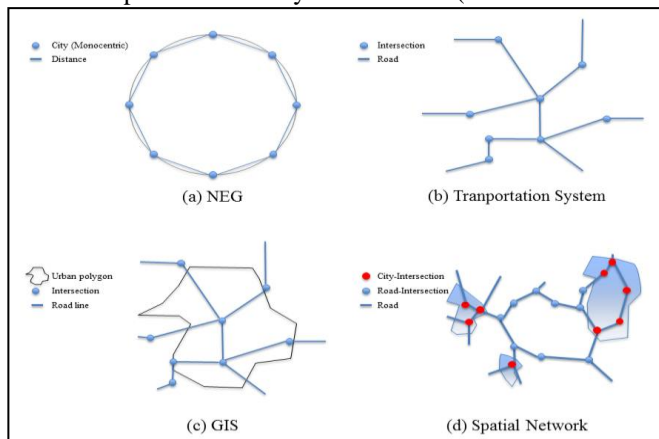 City (Monocentric)
Distance
(a) NEG
Intersection
Road
(b) Tranportation System
Urban polygon
Intersection
Road line
(c) GIS
City-Intersection
Road-Intersection
Road
(d) Spatial Network